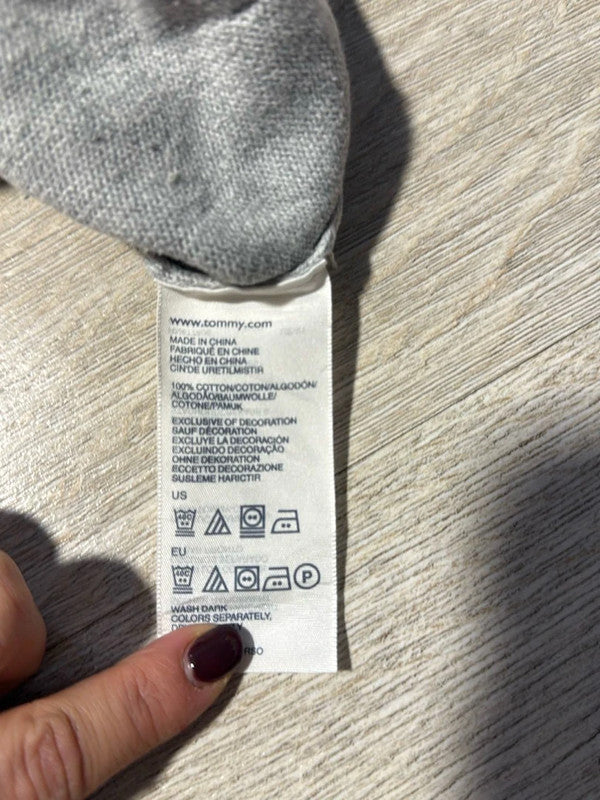 www.tommy.com
MADE IN CHINA
FABRIQUÉ EN CHINE
HECHO EN CHINA
CIN'DE URETILMISTIR
100% COTTON/COTON/ALGODÓN/
ALGODÃO/BAUMWOLLE/
COTONE/PAMUK
EXCLUSIVE OF DECORATION
SAUF DÉCORATION
EXCLUYE LA DECORACIÓN
EXCLUINDO DECORAÇÃO
OHNE DEKORATION
ECCETTO DECORAZIONE
SUSLEME HARICTIR
US
40C
EU
40C P
WASH DARK
COLORS SEPARATELY,